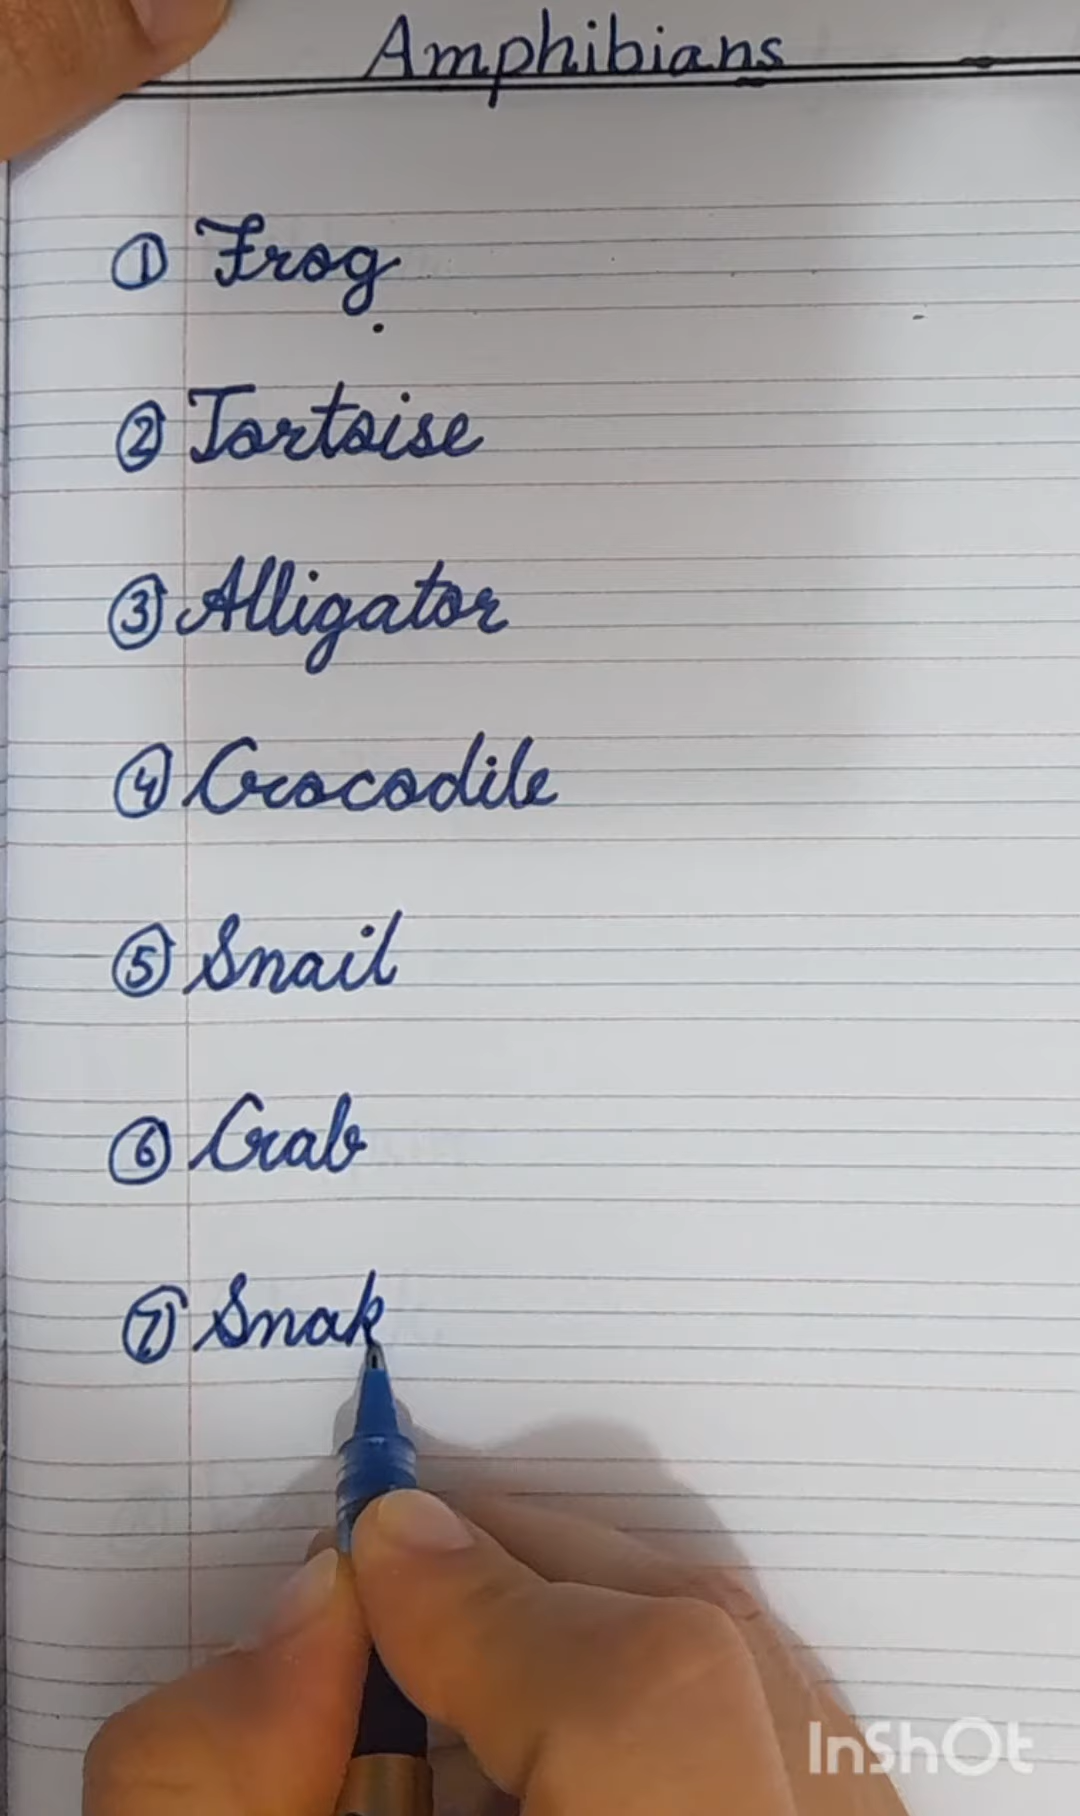 Amphibians
① Frog
② Tortoise
③ Alligator
④ Crocodile
⑤ Snail
⑥ Crab
⑦ Snak
InShOt